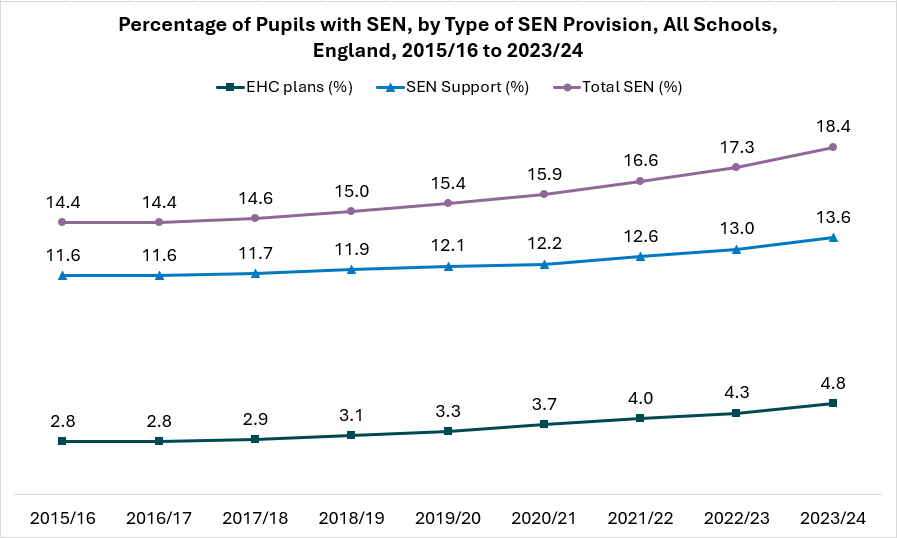 Percentage of Pupils with SEN, by Type of SEN Provision, All Schools,
England, 2015/16 to 2023/24
EHC plans (%) SEN Support (%) Total SEN (%)
14.4 14.4 14.6 15.0 15.4 15.9 16.6 17.3 18.4
11.6 11.6 11.7 11.9 12.1 12.2 12.6 13.0 13.6
2.8 2.8 2.9 3.1 3.3 3.7 4.0 4.3 4.8
2015/16 2016/17 2017/18 2018/19 2019/20 2020/21 2021/22 2022/23 2023/24